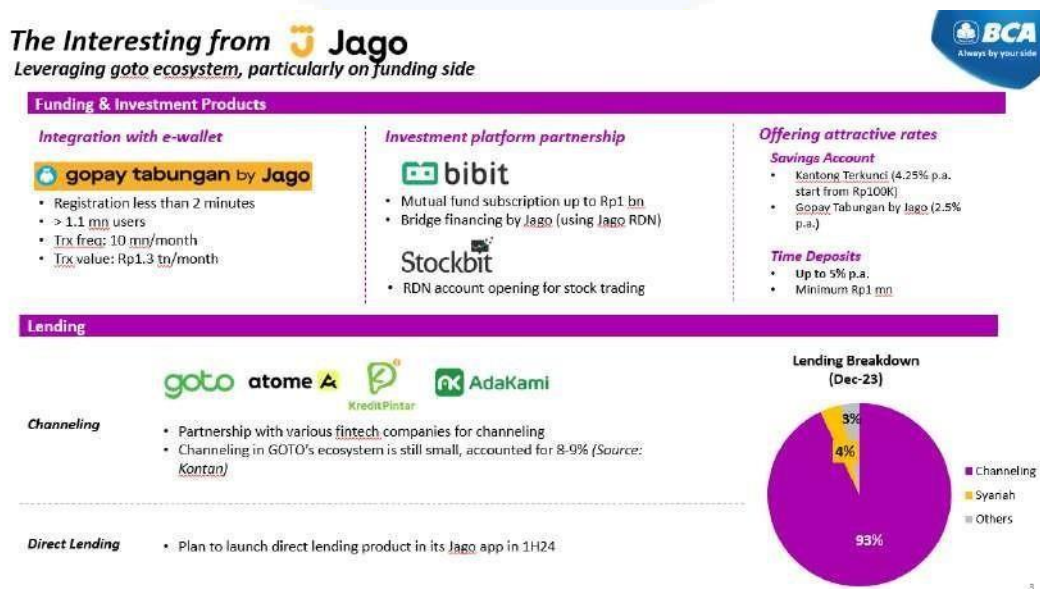 The Interesting from Jago
BCA
Always by your side
Leveraging goto ecosystem, particularly on funding side
Funding & Investment Products
Integration with e-wallet
gopay tabungan by Jago
• Registration less than 2 minutes
• > 1.1 mn users
• Trx freq: 10 mn/month
• Trx value: Rp1.3 tn/month
Investment platform partnership
bibit
• Mutual fund subscription up to Rp1 bn
• Bridge financing by Jago (using Jago RDN)
Stockbit
• RDN account opening for stock trading
Offering attractive rates
Savings Account
• Kantong Terkunci (4.25% p.a.
start from Rp100K)
• Gopay Tabungan by Jago (2.5%
p.a.)
Time Deposits
• Up to 5% p.a.
• Minimum Rp1 mn
Lending
goto atome A KreditPintar AdaKami
Channeling
• Partnership with various fintech companies for channeling
• Channeling in GOTO's ecosystem is still small, accounted for 8-9% (Source:
Kontan)
Direct Lending
• Plan to launch direct lending product in its Jago app in 1H24
Lending Breakdown
(Dec-23)
3%
4%
93%
Channeling
Syariah
Others